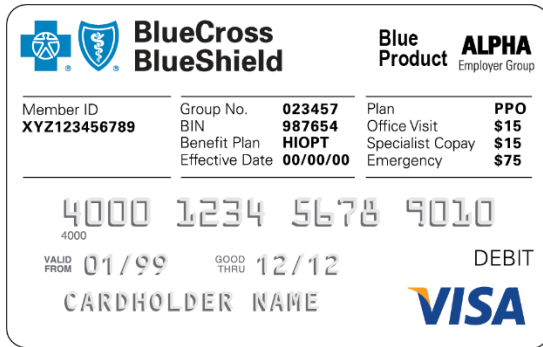 BlueCross
BlueShield
Blue
Product
ALPHA
Employer Group
Member ID
XYZ123456789
Group No. 023457
BIN 987654
Benefit Plan HIOPT
Effective Date 00/00/00
Plan PPO
Office Visit $15
Specialist Copay $15
Emergency $75
4000 1234 5678 9010
4000
VALID FROM 01/99 GOOD THRU 12/12
DEBIT
CARDHOLDER NAME
VISA